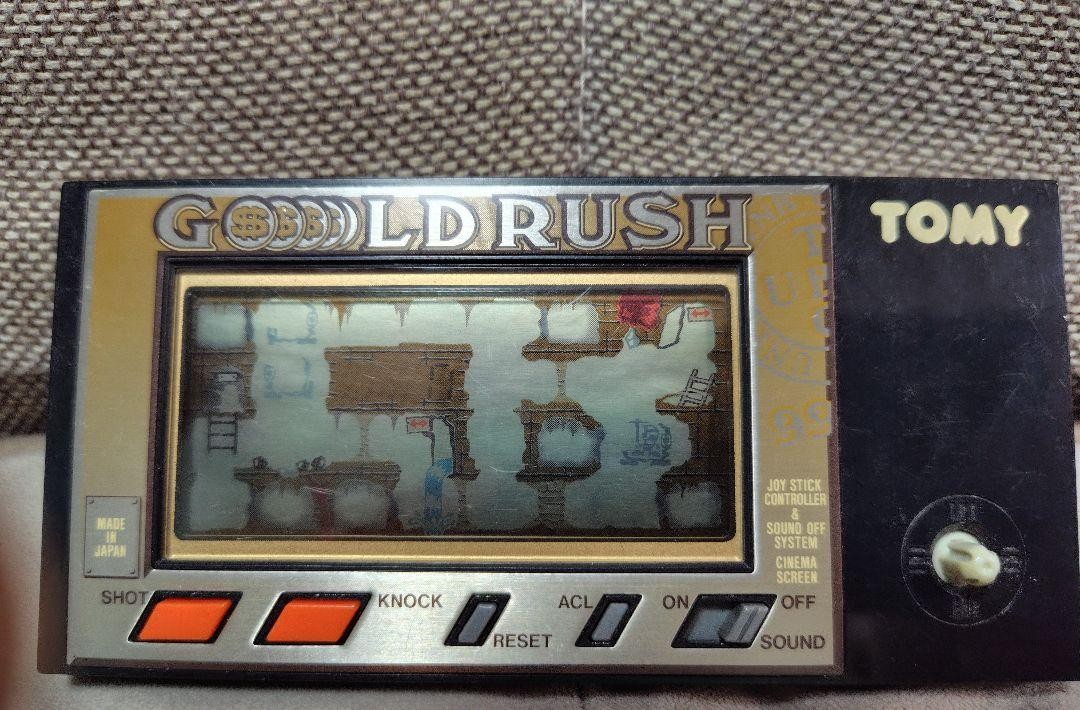 G$$$$LD RUSH
TOMY
JOY STICK
CONTROLLER
&
SOUND OFF
SYSTEM
CINEMA
SCREEN
MADE
IN
JAPAN
SHOT
KNOCK
RESET
ACL
ON
OFF
SOUND